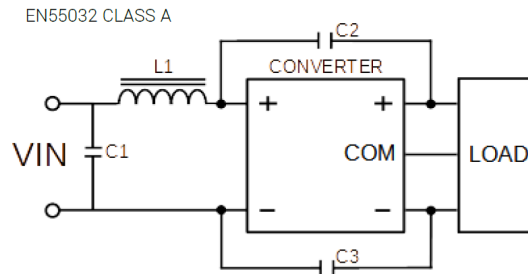 EN55032 CLASS A
C2
L1
CONVERTER
+
+
VIN
C1
COM
LOAD
−
−
C3